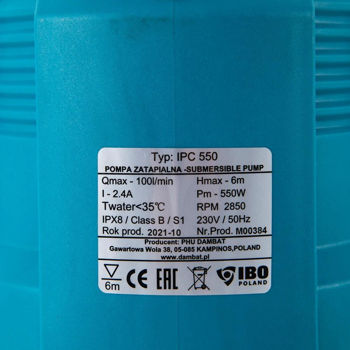 Typ: IPC 550
POMPA ZATAPIALNA -SUBMERSIBLE PUMP
Qmax - 100l/min Hmax - 6m
I - 2.4A Pm - 550W
Twater<35℃ RPM 2850
IPX8 / Class B / S1 230V / 50Hz
Rok prod. 2021-10 Nr.Prod. M00384
Producent: PHU DAMBAT
Gawartowa Wola 38, 05-085 KAMPINOS,POLAND
www.dambat.pl
6m CE EAC IBO
POLAND